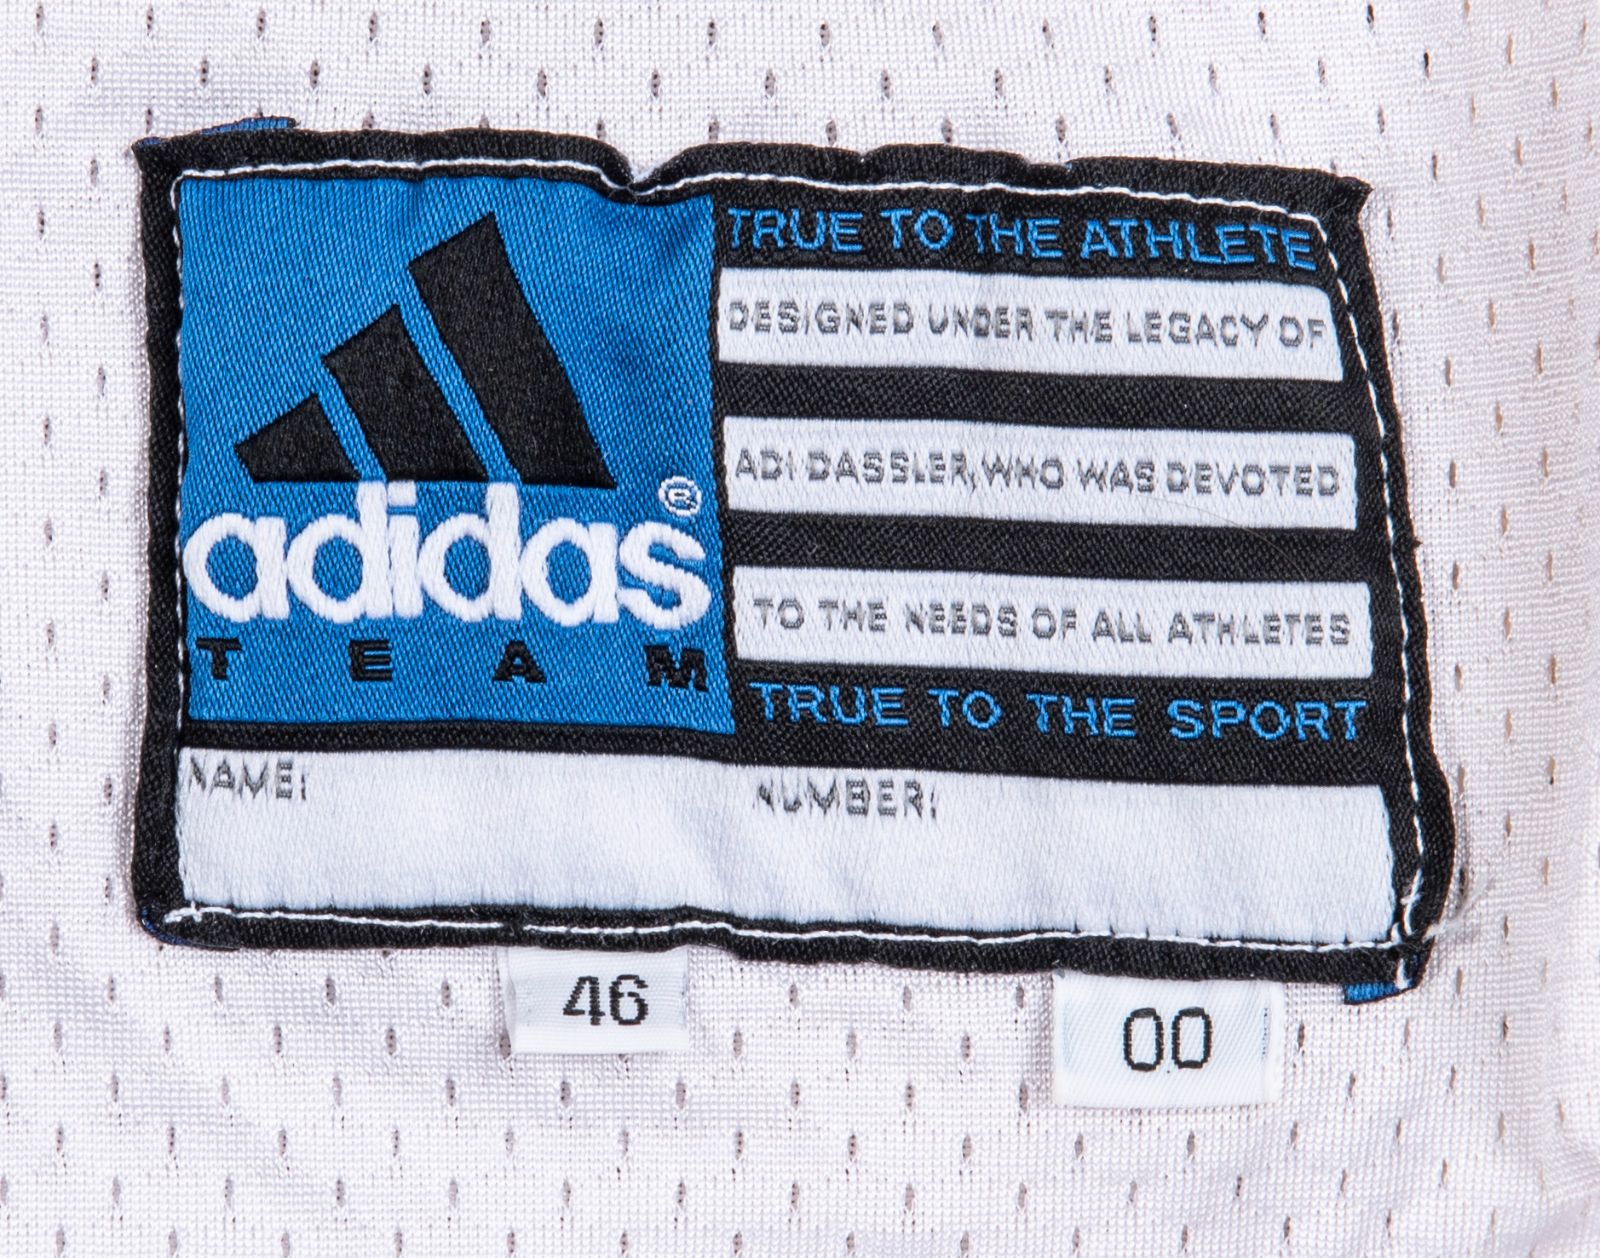 adidas®
TEAM
TRUE TO THE ATHLETE
DESIGNED UNDER THE LEGACY OF
ADI DASSLER, WHO WAS DEVOTED
TO THE NEEDS OF ALL ATHLETES
TRUE TO THE SPORT
NAME:
NUMBER:
46
00